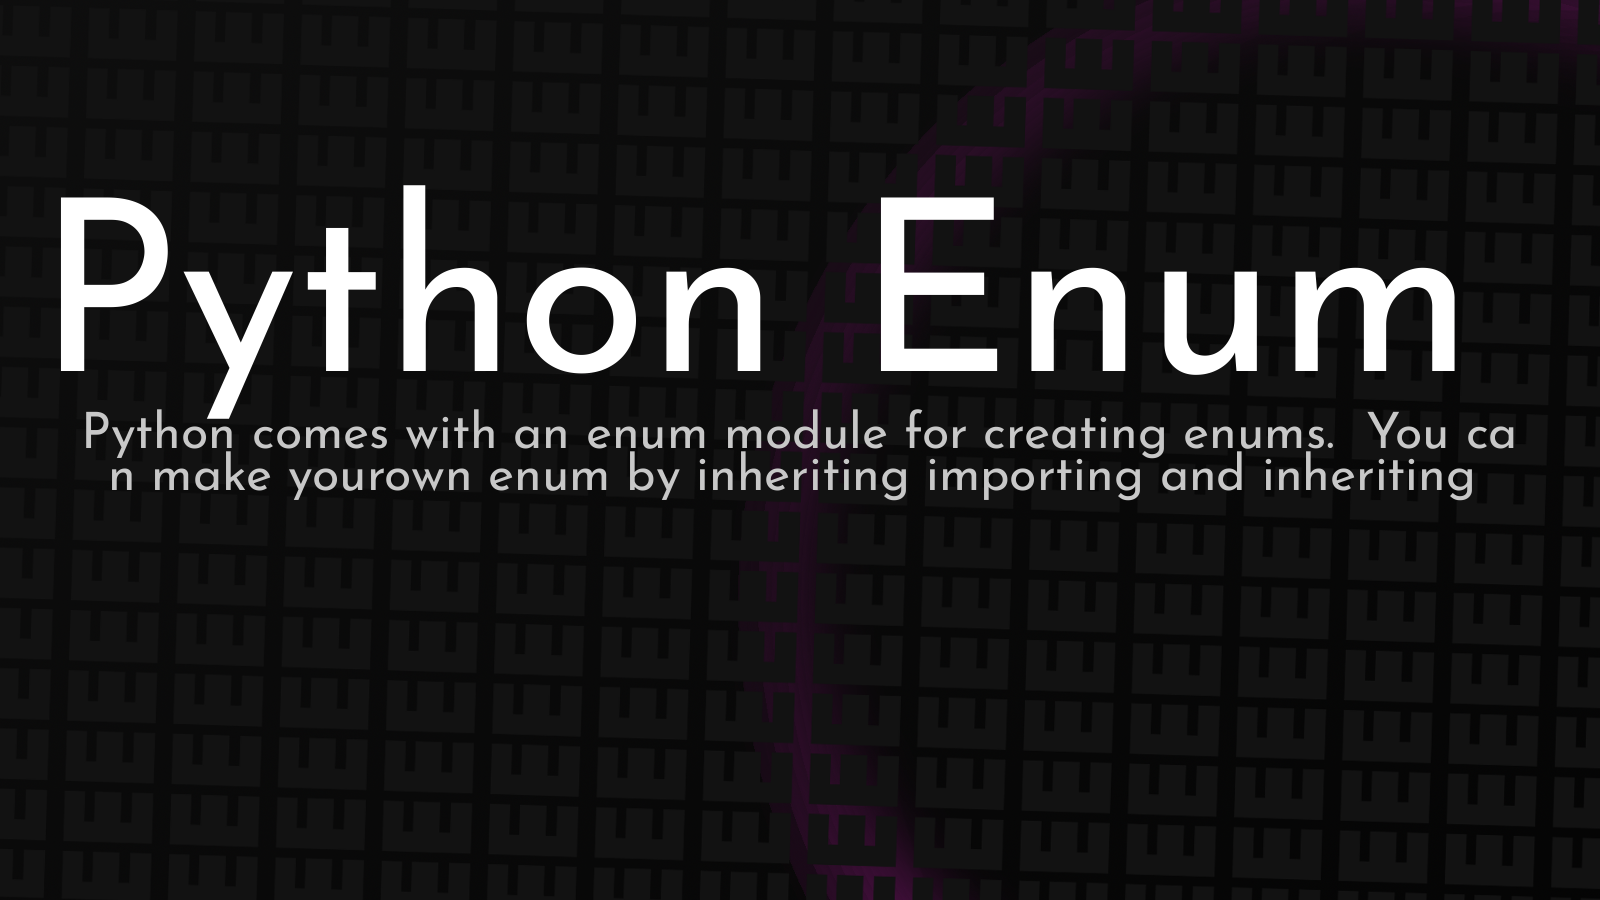 Python Enum
Python comes with an enum module for creating enums.  You ca
n make yourown enum by inheriting importing and inheriting